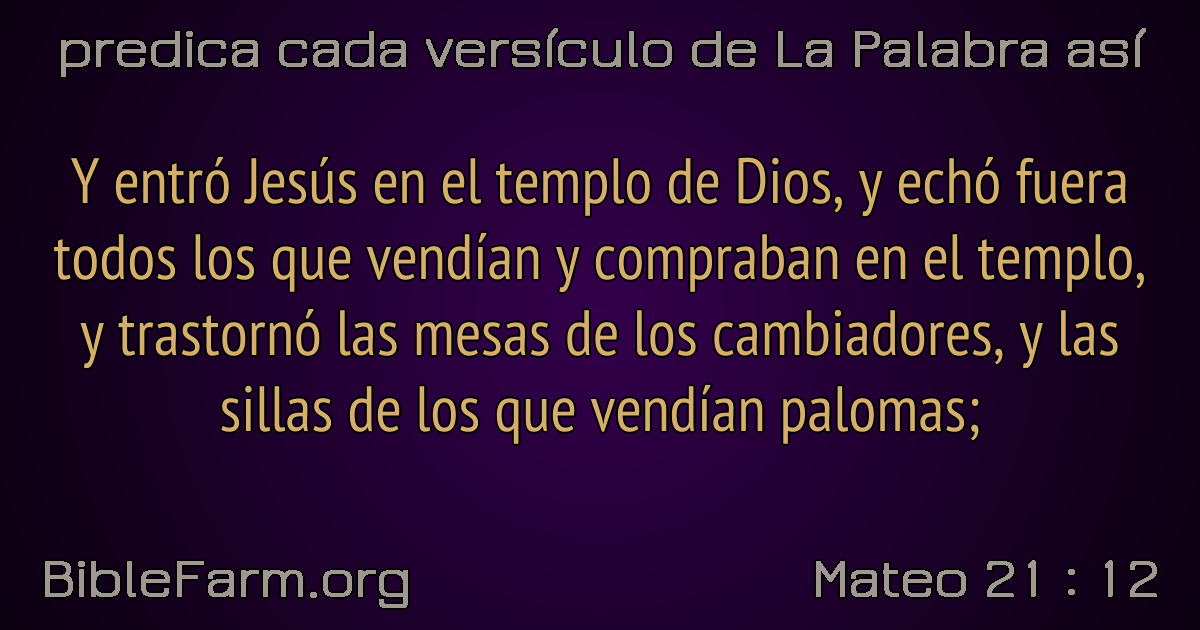 predica cada versículo de La Palabra así
Y entró Jesús en el templo de Dios, y echó fuera
todos los que vendían y compraban en el templo,
y trastornó las mesas de los cambiadores, y las
sillas de los que vendían palomas;
BibleFarm.org
Mateo 21 : 12